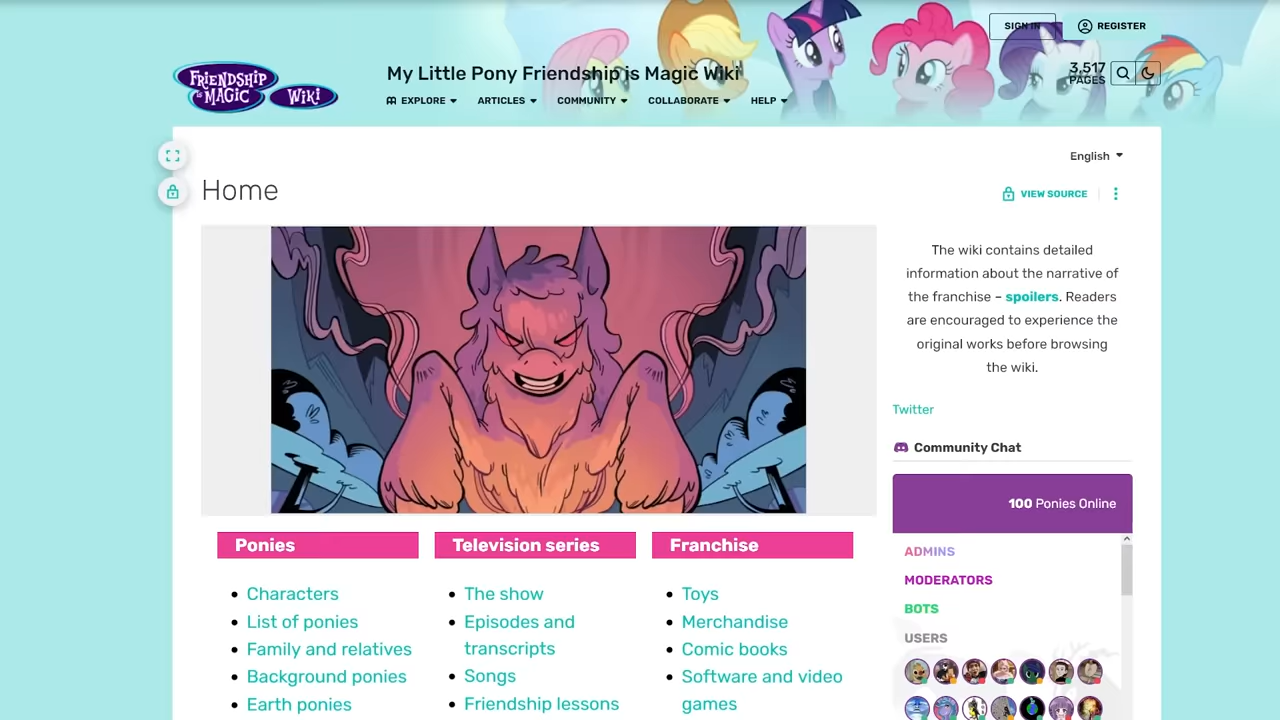 SIGN IN
REGISTER
FRIENDSHIP
IS MAGIC
Wiki
My Little Pony Friendship is Magic Wiki
3,517
PAGES
EXPLORE
ARTICLES
COMMUNITY
COLLABORATE
HELP
English
Home
VIEW SOURCE
The wiki contains detailed
information about the narrative of
the franchise – spoilers. Readers
are encouraged to experience the
original works before browsing
the wiki.
Twitter
Community Chat
100 Ponies Online
ADMINS
MODERATORS
BOTS
USERS
Ponies
Characters
List of ponies
Family and relatives
Background ponies
Earth ponies
Television series
The show
Episodes and
transcripts
Songs
Friendship lessons
Franchise
Toys
Merchandise
Comic books
Software and video
games